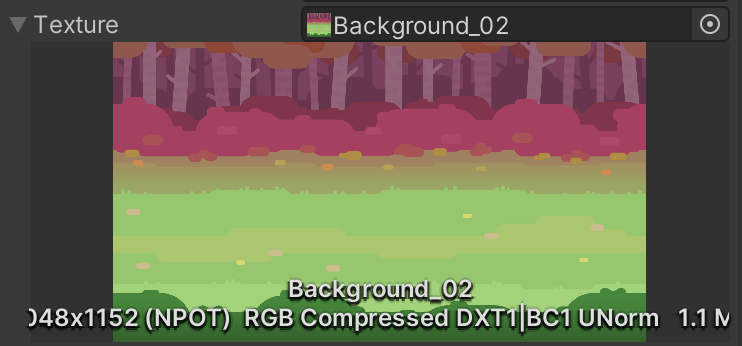 Texture
Background_02
Background_02
048x1152 (NPOT) RGB Compressed DXT1|BC1 UNorm 1.1 M